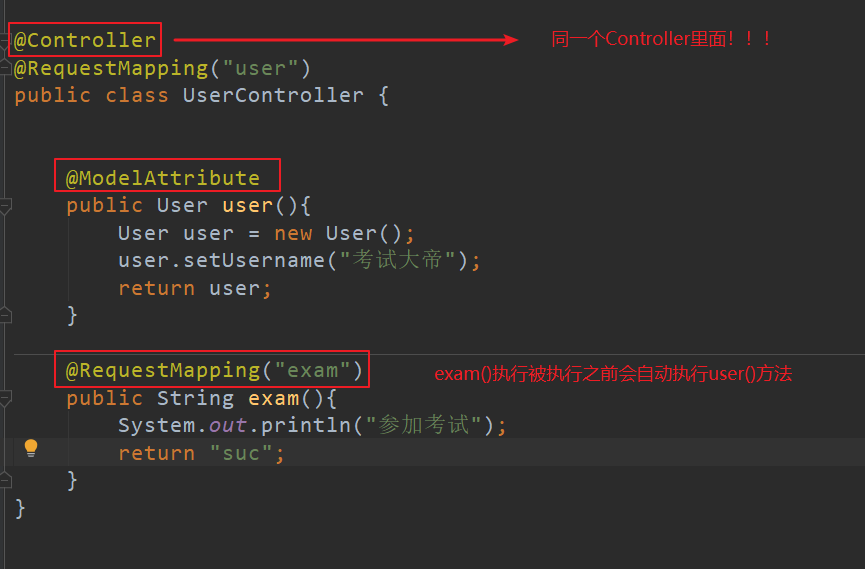 @Controller 同一个Controller里面！！！
@RequestMapping("user")
public class UserController {
@ModelAttribute
public User user(){
User user = new User();
user.setUsername("考试大帝");
return user;
}
@RequestMapping("exam") exam()执行被执行之前会自动执行user()方法
public String exam(){
System.out.println("参加考试");
return "suc";
}
}